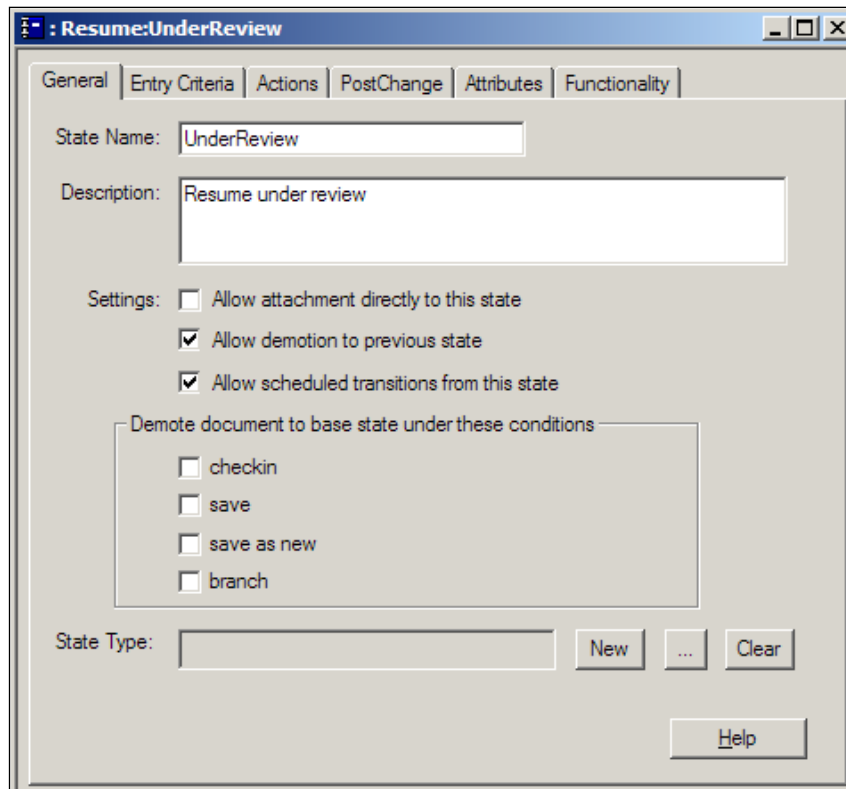 : Resume:UnderReview
General Entry Criteria Actions PostChange Attributes Functionality
State Name: UnderReview
Description: Resume under review
Settings: Allow attachment directly to this state
Allow demotion to previous state
Allow scheduled transitions from this state
Demote document to base state under these conditions
checkin
save
save as new
branch
State Type: New ... Clear
Help